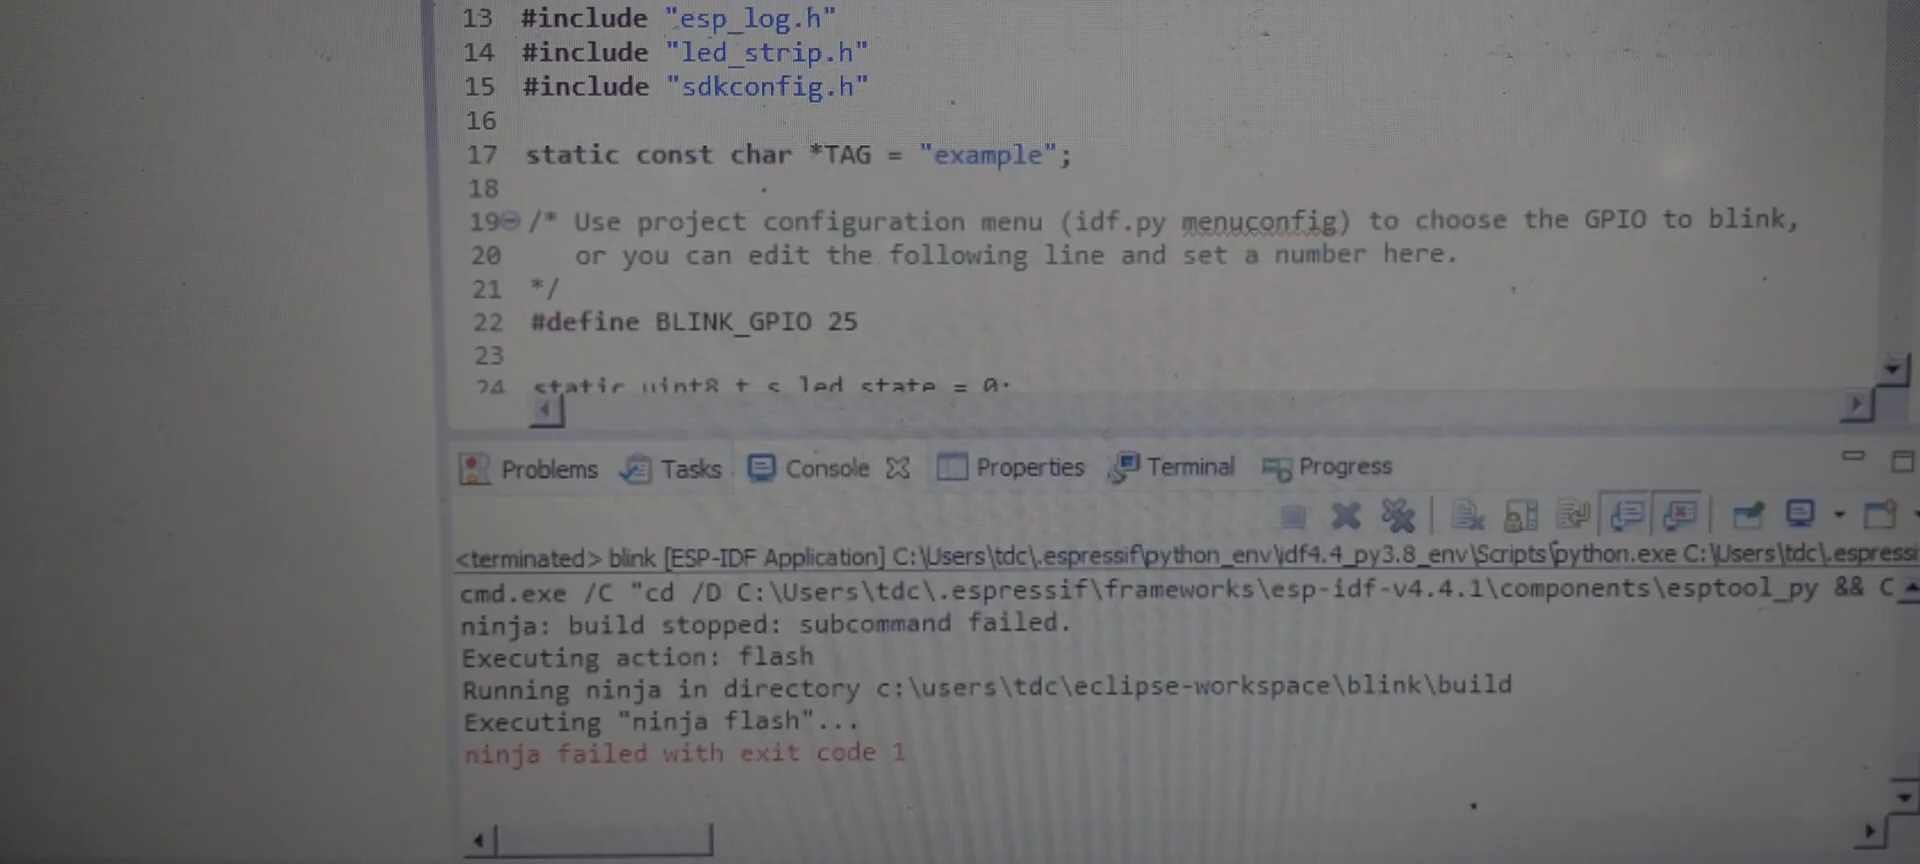 13 #include "esp_log.h"
14 #include "led_strip.h"
15 #include "sdkconfig.h"
16
17 static const char *TAG = "example";
18
19 /* Use project configuration menu (idf.py menuconfig) to choose the GPIO to blink,
20 or you can edit the following line and set a number here.
21 */
22 #define BLINK_GPIO 25
23
24 static uint8_t s_led_state = 0;
Problems Tasks Console Properties Terminal Progress
<terminated> blink [ESP-IDF Application] C:\Users\tdc\.espressif\python_env\idf4.4_py3.8_env\Scripts\python.exe C:\Users\tdc\.espressi
cmd.exe /C "cd /D C:\Users\tdc\.espressif\frameworks\esp-idf-v4.4.1\components\esptool_py && C
ninja: build stopped: subcommand failed.
Executing action: flash
Running ninja in directory c:\users\tdc\eclipse-workspace\blink\build
Executing "ninja flash"...
ninja failed with exit code 1